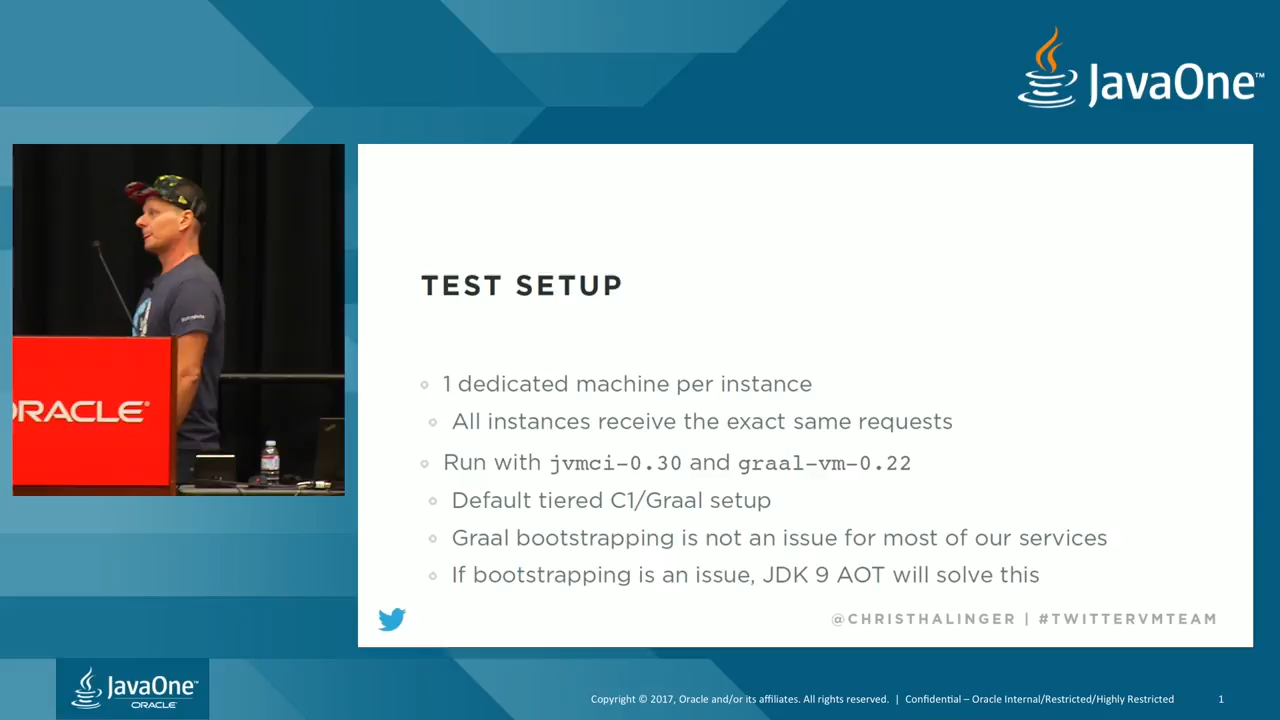 JavaOne™
ORACLE®
TEST SETUP
1 dedicated machine per instance
All instances receive the exact same requests
Run with jvmci-0.30 and graal-vm-0.22
Default tiered C1/Graal setup
Graal bootstrapping is not an issue for most of our services
If bootstrapping is an issue, JDK 9 AOT will solve this
@CHRISTHALINGER | #TWITTERVMTEAM
JavaOne™
ORACLE®
Copyright © 2017, Oracle and/or its affiliates. All rights reserved. | Confidential – Oracle Internal/Restricted/Highly Restricted 1